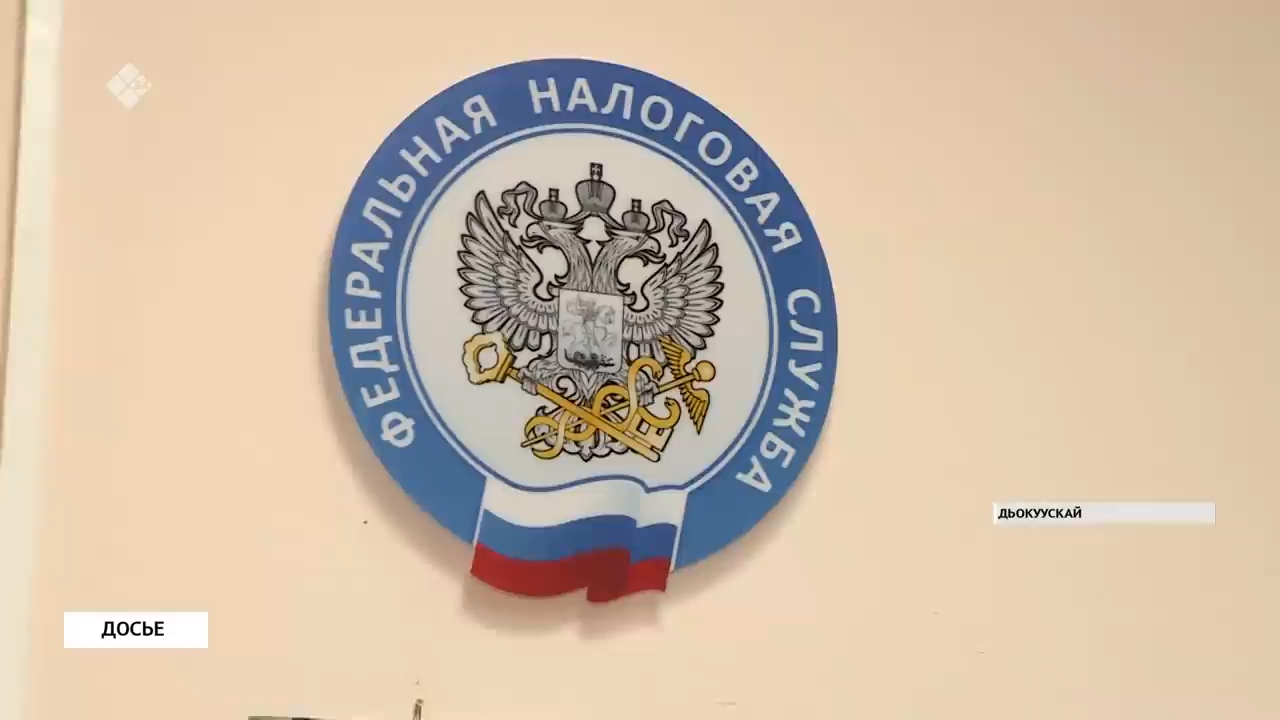 ФЕДЕРАЛЬНАЯ НАЛОГОВАЯ СЛУЖБА
ДЬОКУУСКАЙ
ДОСЬЕ